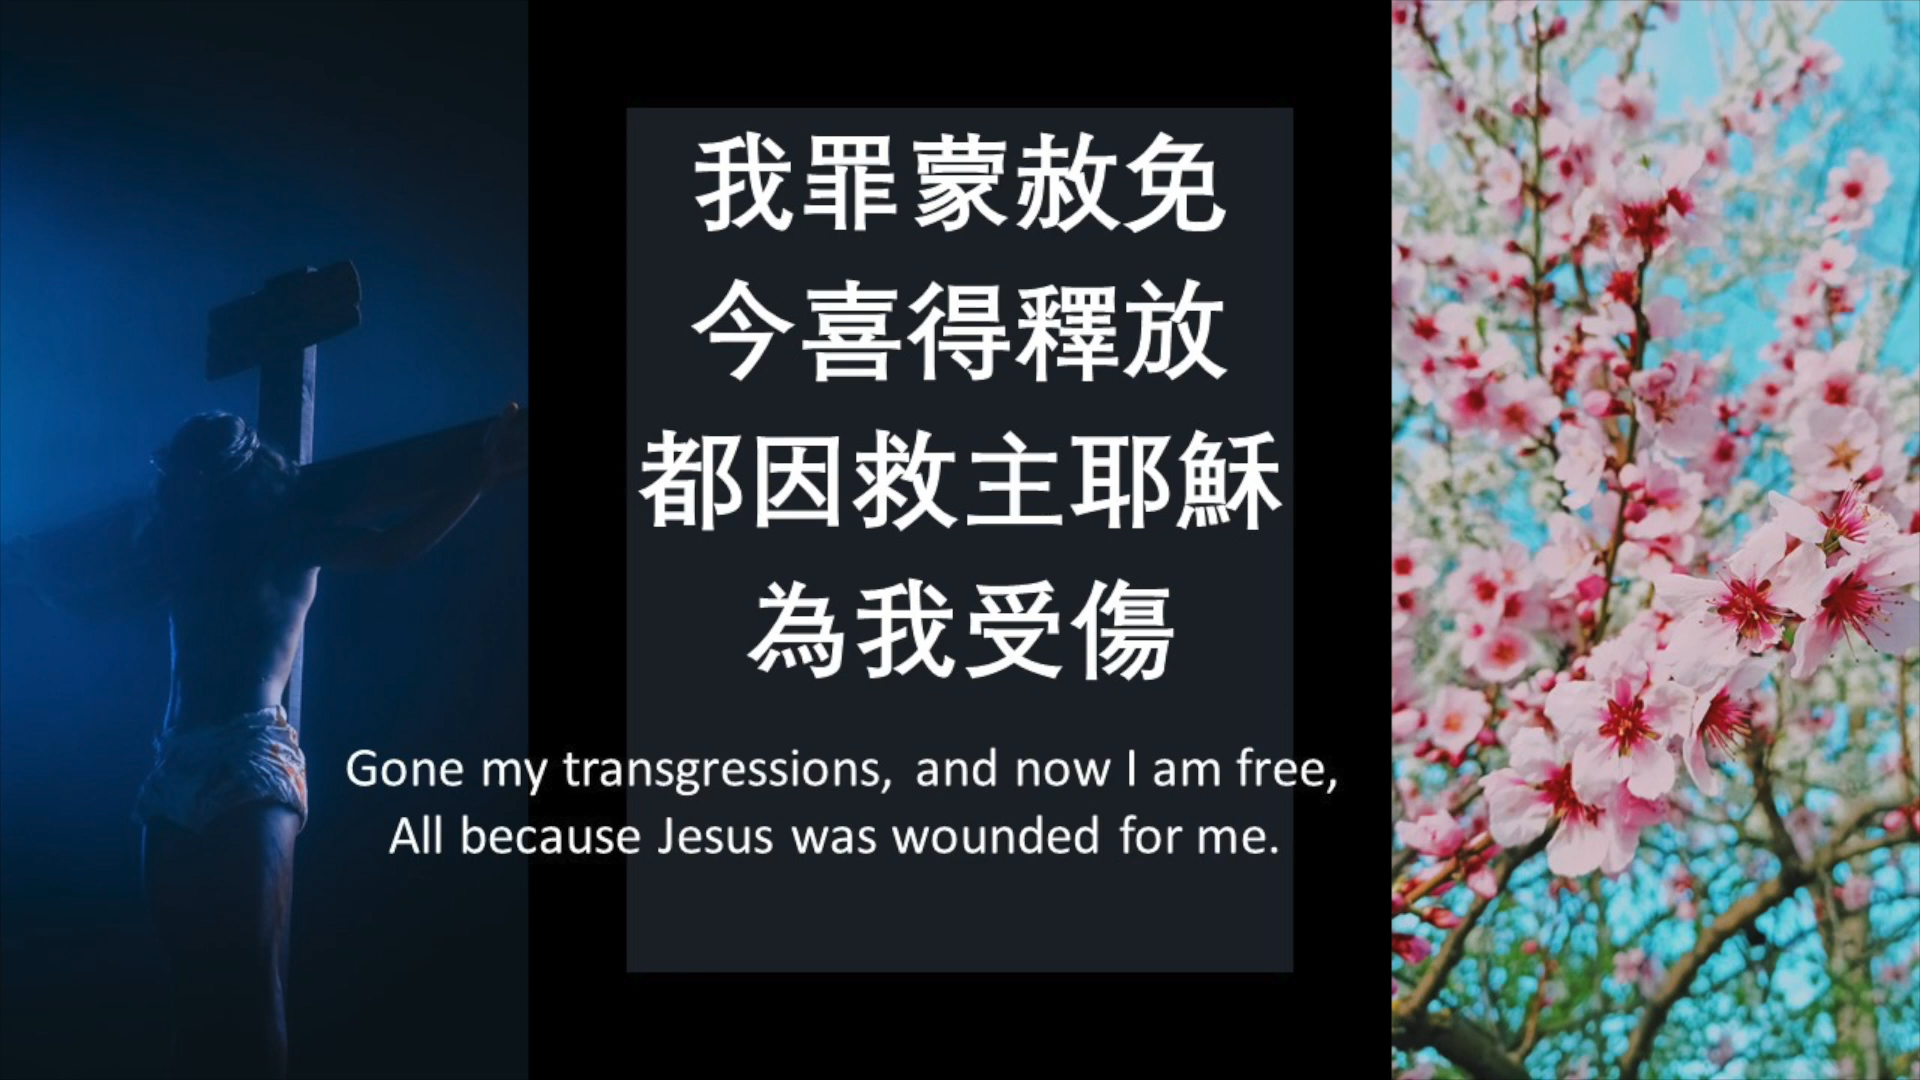 我罪蒙赦免
今喜得釋放
都因救主耶穌
為我受傷
Gone my transgressions, and now I am free,
All because Jesus was wounded for me.